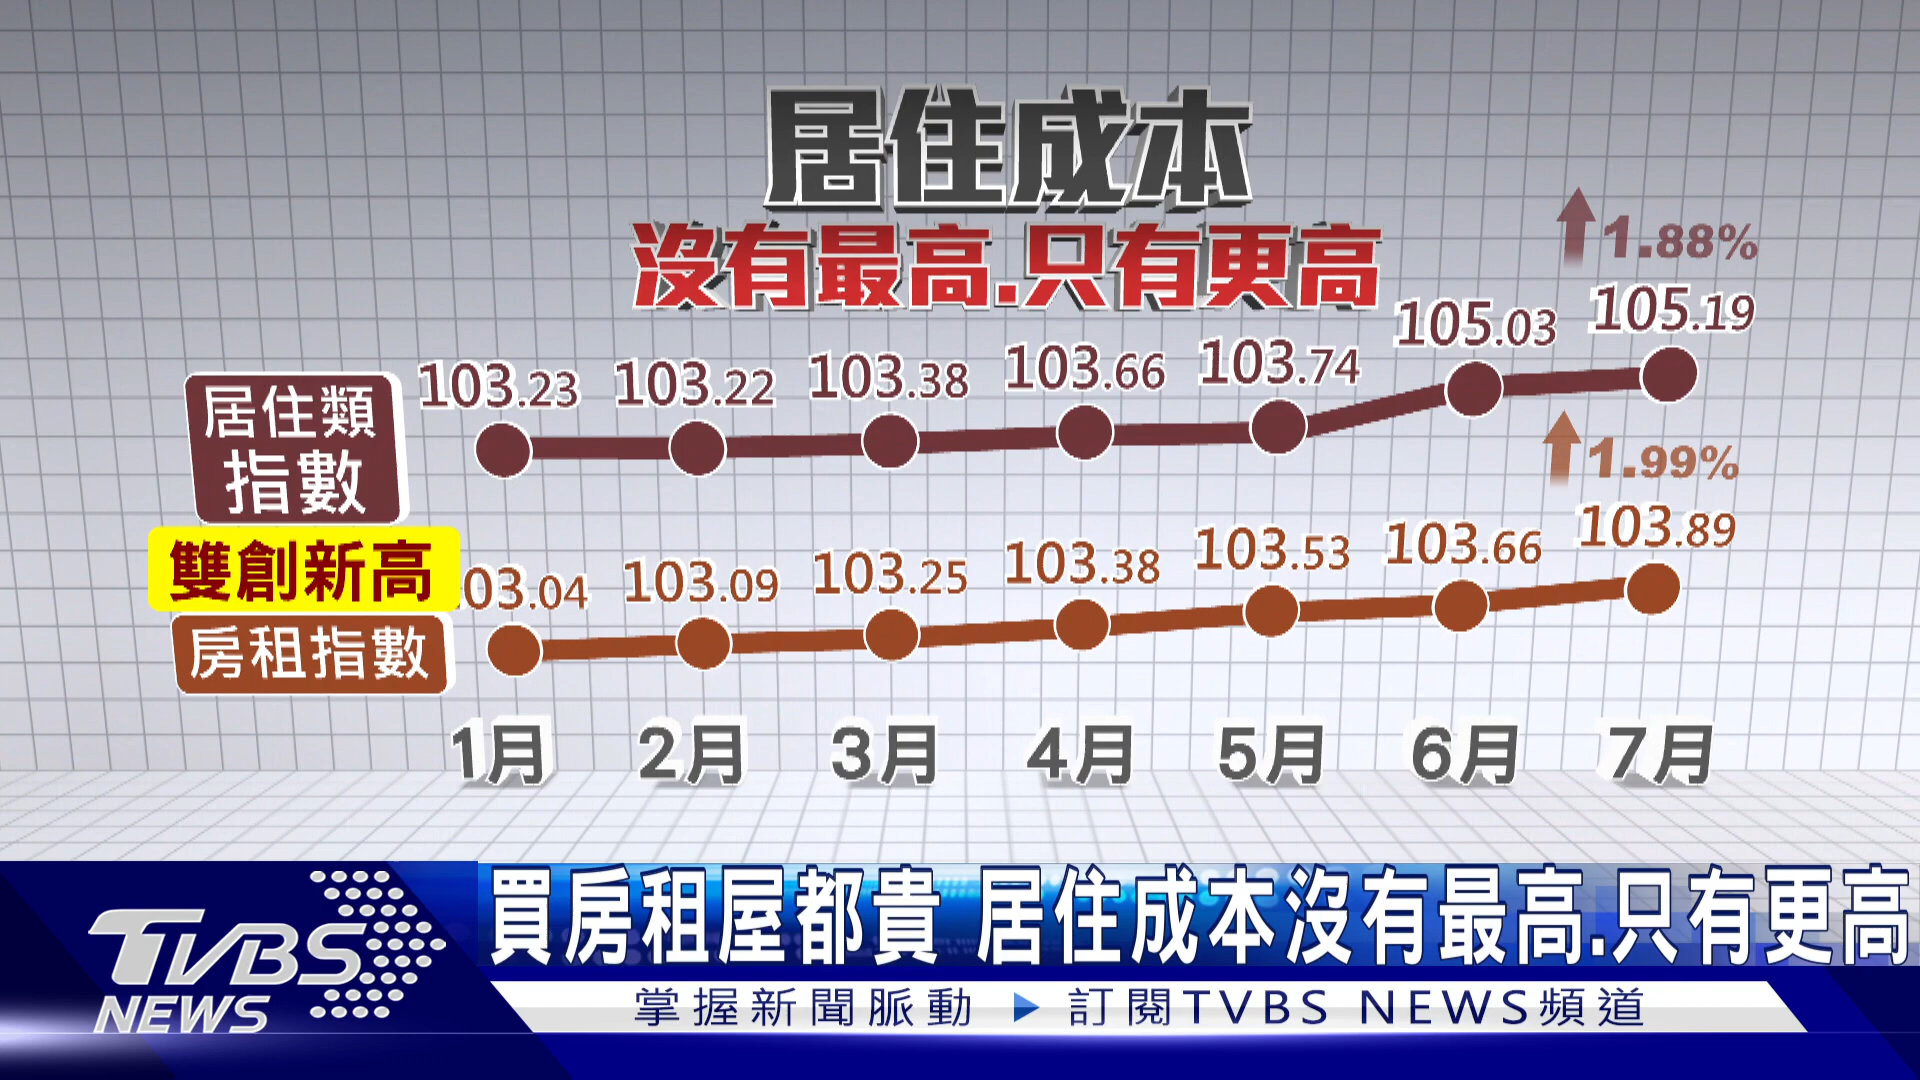 居住成本
沒有最高.只有更高
1.88%
103.23 103.22 103.38 103.66 103.74 105.03 105.19
居住類
指數
1.99%
雙創新高
03.04 103.09 103.25 103.38 103.53 103.66 103.89
房租指數
1月 2月 3月 4月 5月 6月 7月
買房租屋都貴 居住成本沒有最高.只有更高
TVBS
NEWS
掌握新聞脈動 ▶ 訂閱TVBS NEWS頻道